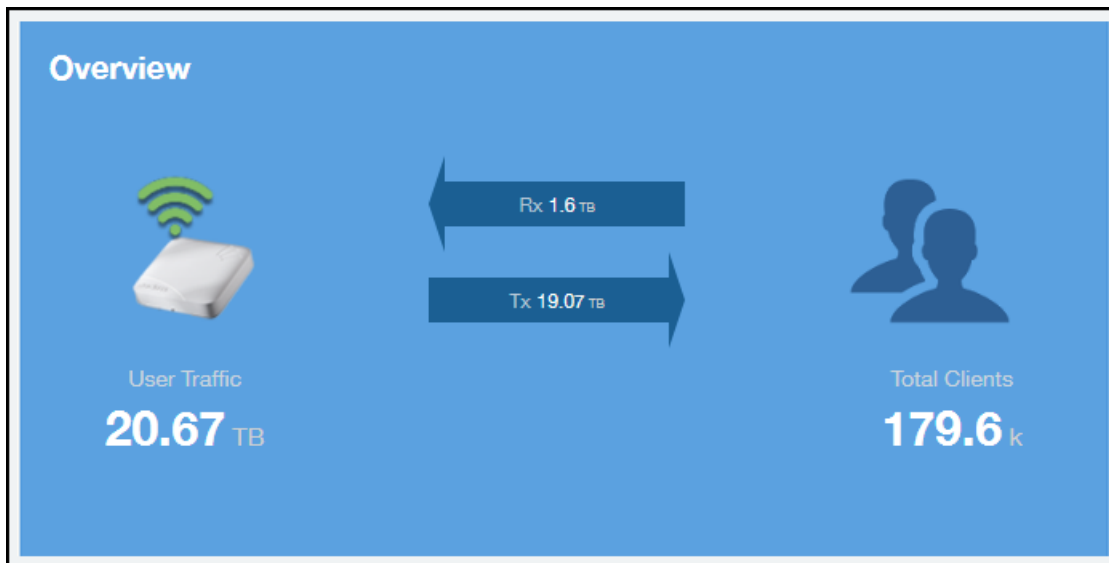 Overview
Rx 1.6 TB
Tx 19.07 TB
User Traffic
20.67 TB
Total Clients
179.6 k